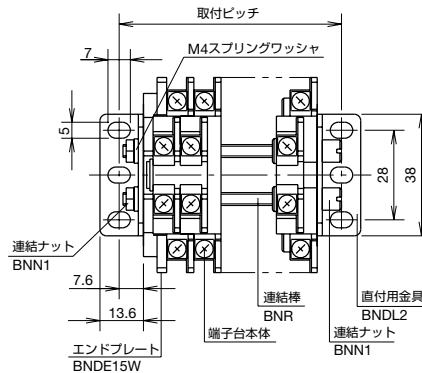 取付ピッチ
7
M4スプリングワッシャ
5
28
38
連結ナット
BNN1
7.6
13.6
連結棒
BNR
直付用金具
BNDL2
連結ナット
BNN1
端子台本体
エンドプレート
BNDE15W